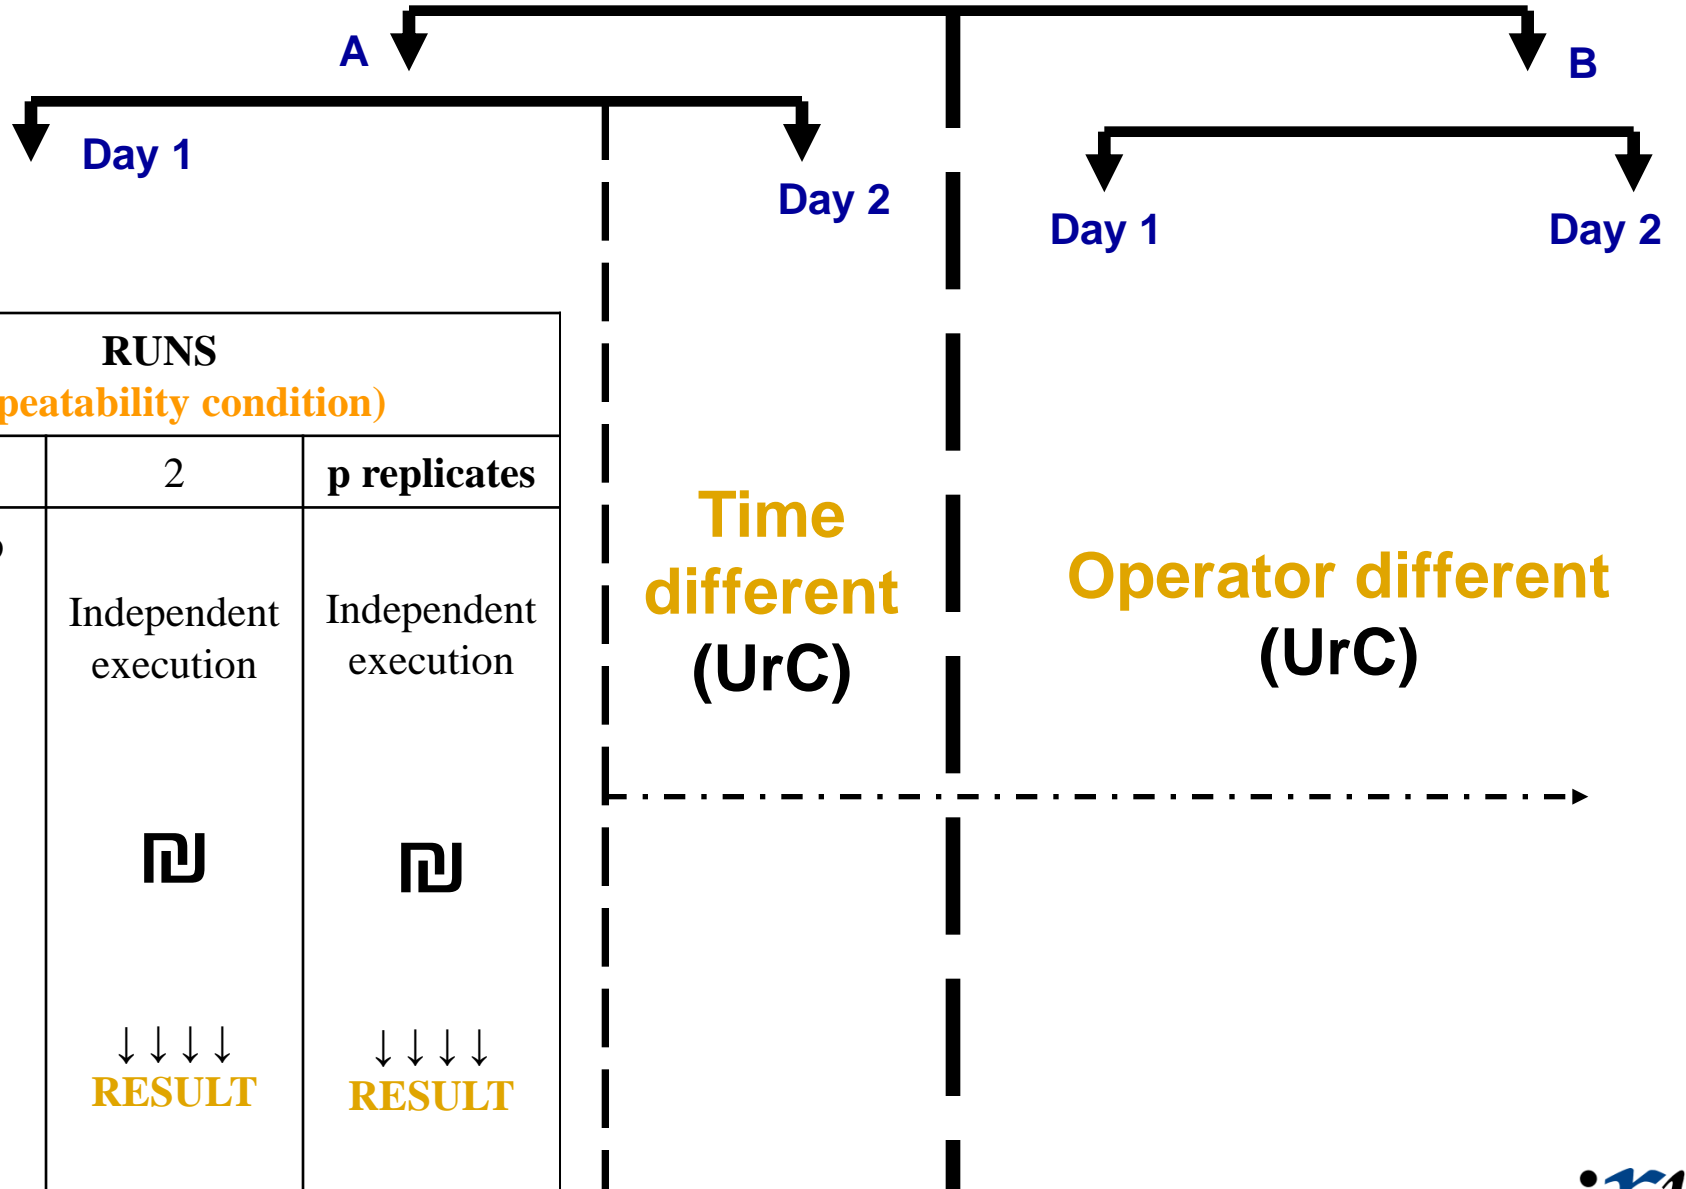 A
B
Day 1
Day 2
Day 1
Day 2
RUNS
peatability condition)
2
p replicates
Independent
execution
Independent
execution
₪
₪
↓↓↓↓
RESULT
↓↓↓↓
RESULT
Time
different
(UrC)
Operator different
(UrC)